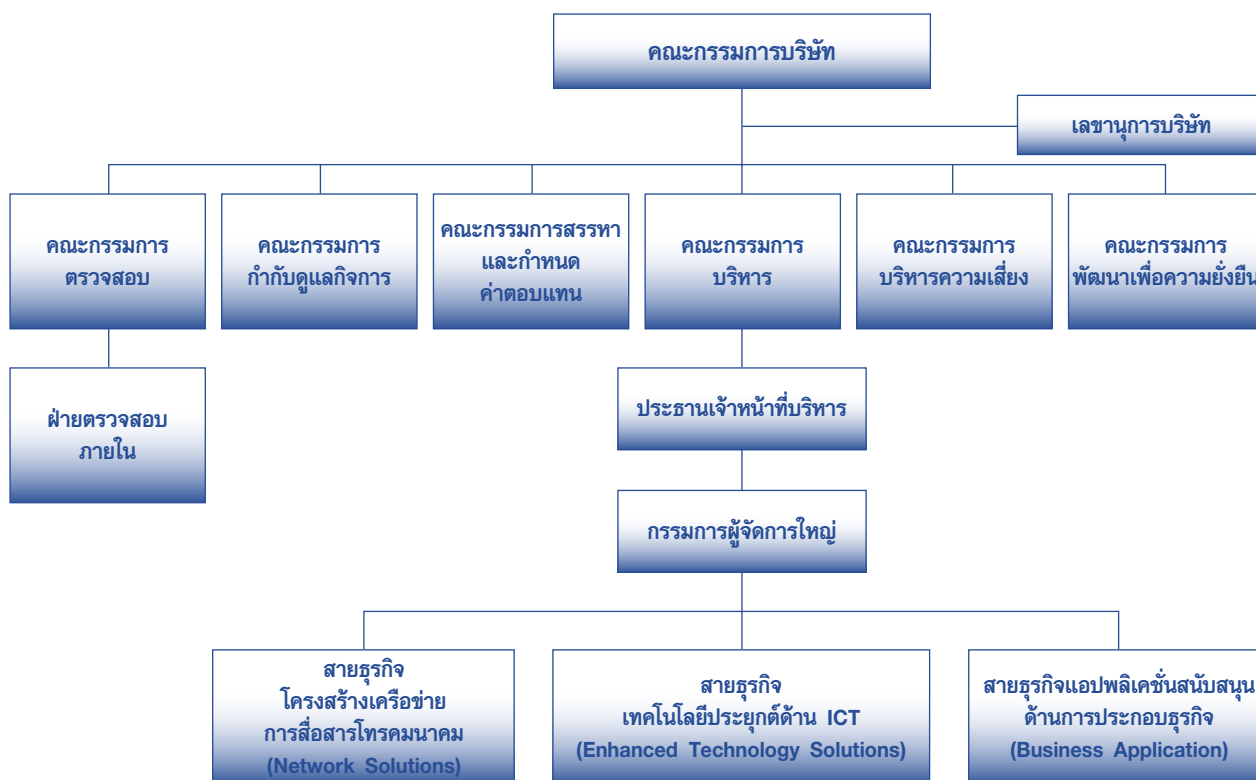 คณะกรรมการบริษัท
เลขานุการบริษัท
คณะกรรมการ
ตรวจสอบ
คณะกรรมการ
กำกับดูแลกิจการ
คณะกรรมการสรรหา
และกำหนด
ค่าตอบแทน
คณะกรรมการ
บริหาร
คณะกรรมการ
บริหารความเสี่ยง
คณะกรรมการ
พัฒนาเพื่อความยั่งยืน
ฝ่ายตรวจสอบ
ภายใน
ประธานเจ้าหน้าที่บริหาร
กรรมการผู้จัดการใหญ่
สายธุรกิจ
โครงสร้างเครือข่าย
การสื่อสารโทรคมนาคม
(Network Solutions)
สายธุรกิจ
เทคโนโลยีประยุกต์ด้าน ICT
(Enhanced Technology Solutions)
สายธุรกิจแอปพลิเคชั่นสนับสนุน
ด้านการประกอบธุรกิจ
(Business Application)